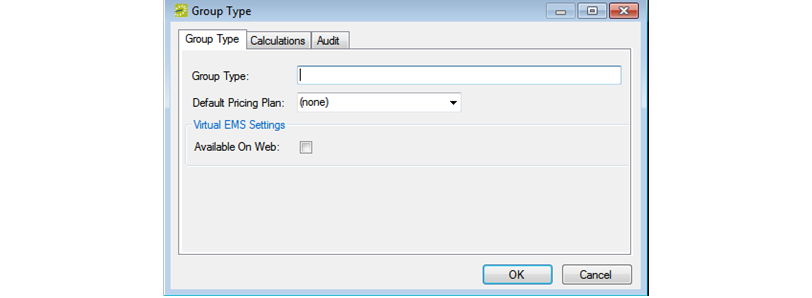 Group Type
Group Type Calculations Audit
Group Type:
Default Pricing Plan: (none)
Virtual EMS Settings
Available On Web:
OK Cancel